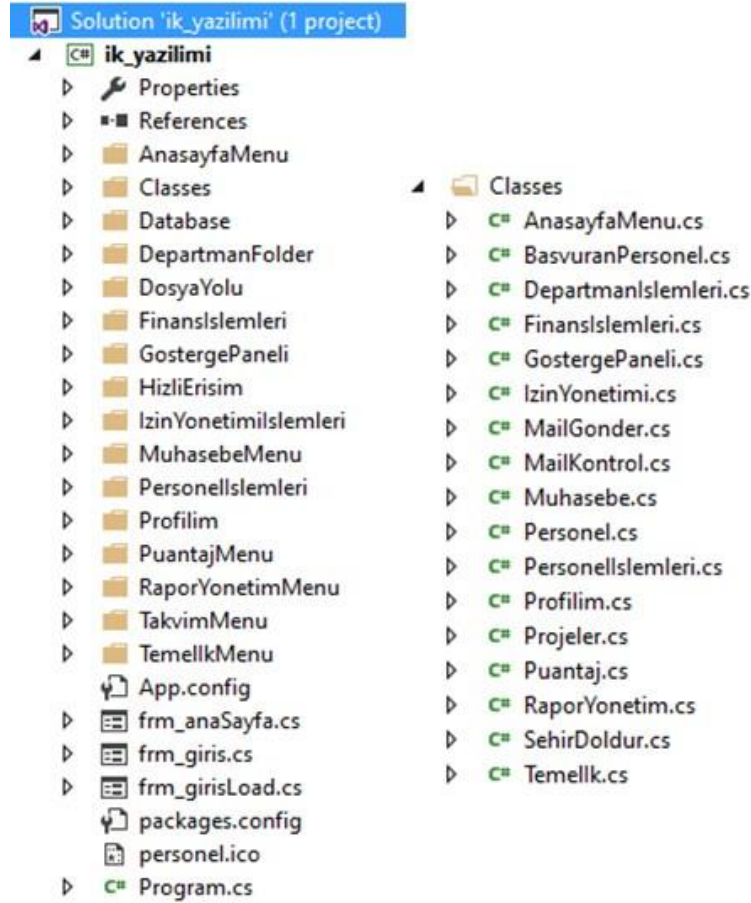 Solution 'ik_yazilimi' (1 project)
C# ik_yazilimi
Properties
References
AnasayfaMenu
Classes
Database
DepartmanFolder
DosyaYolu
FinansIslemleri
GostergePaneli
HizliErisim
IzinYonetimiIslemleri
MuhasebeMenu
PersonelIslemleri
Profilim
PuantajMenu
RaporYonetimMenu
TakvimMenu
TemelIkMenu
App.config
frm_anaSayfa.cs
frm_giris.cs
frm_girisLoad.cs
packages.config
personel.ico
C# Program.cs
Classes
C# AnasayfaMenu.cs
C# BasvuranPersonel.cs
C# DepartmanIslemleri.cs
C# FinansIslemleri.cs
C# GostergePaneli.cs
C# IzinYonetimi.cs
C# MailGonder.cs
C# MailKontrol.cs
C# Muhasebe.cs
C# Personel.cs
C# PersonelIslemleri.cs
C# Profilim.cs
C# Projeler.cs
C# Puantaj.cs
C# RaporYonetim.cs
C# SehirDoldur.cs
C# TemelIk.cs